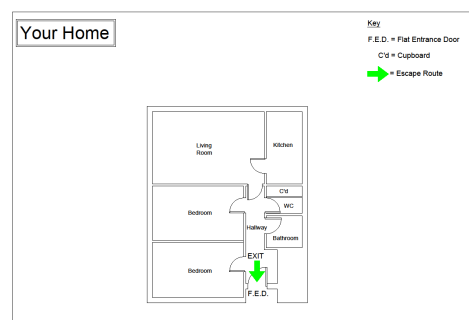 Your Home
Key
F.E.D. = Flat Entrance Door
C'd = Cupboard
= Escape Route
Living
Room
Kitchen
C'd
WC
Bedroom
Hallway
Bathroom
EXIT
Bedroom
F.E.D.